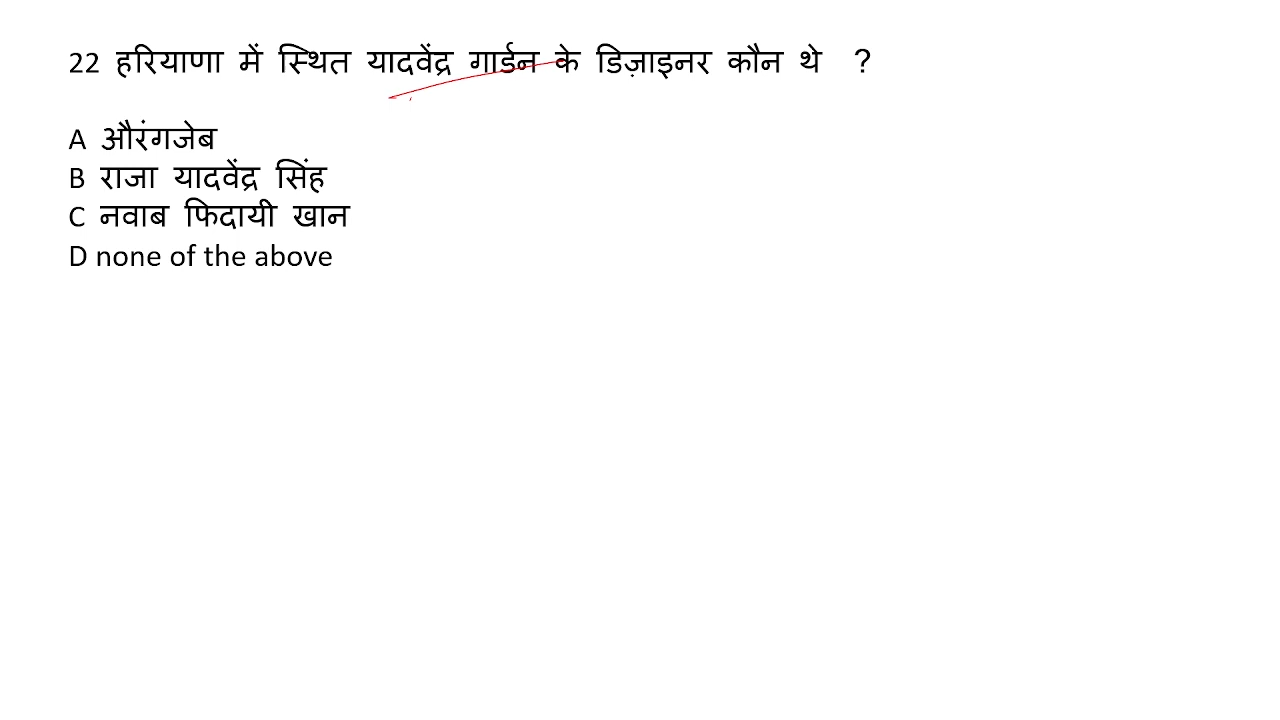 22 हरियाणा में स्थित यादवेंद्र गार्डन के डिज़ाइनर कौन थे ?
A औरंगजेब
B राजा यादवेंद्र सिंह
C नवाब फिदायी खान
D none of the above